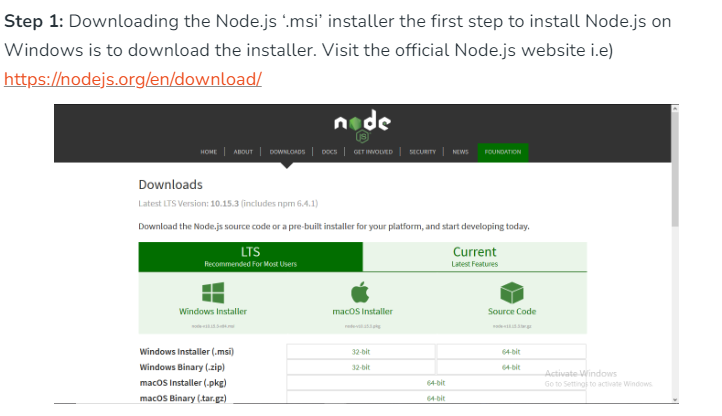 Step 1: Downloading the Node.js ‘.msi’ installer the first step to install Node.js on
Windows is to download the installer. Visit the official Node.js website i.e)
https://nodejs.org/en/download/
node
JS
HOME | ABOUT | DOWNLOADS | DOCS | GET INVOLVED | SECURITY | NEWS FOUNDATION
Downloads
Latest LTS Version: 10.15.3 (includes npm 6.4.1)
Download the Node.js source code or a pre-built installer for your platform, and start developing today.
LTS Current
Recommended For Most Users Latest Features
Windows Installer macOS Installer Source Code
Windows Installer (.msi) 32-bit 64-bit
Windows Binary (.zip) 32-bit 64-bit
macOS Installer (.pkg) 64-bit
macOS Binary (.tar.gz) 64-bit
Activate Windows
Go to Settings to activate Windows.